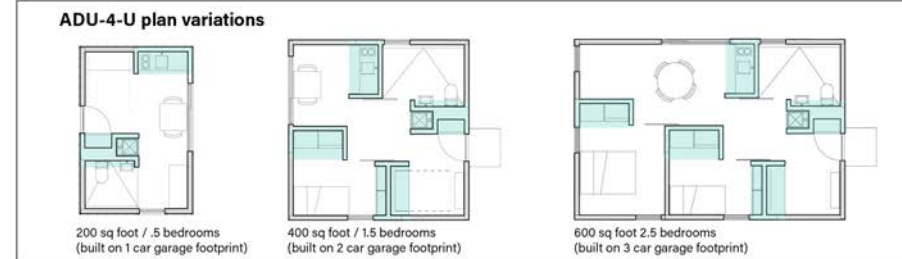 ADU-4-U plan variations
200 sq foot / .5 bedrooms
(built on 1 car garage footprint)
400 sq foot / 1.5 bedrooms
(built on 2 car garage footprint)
600 sq foot 2.5 bedrooms
(built on 3 car garage footprint)